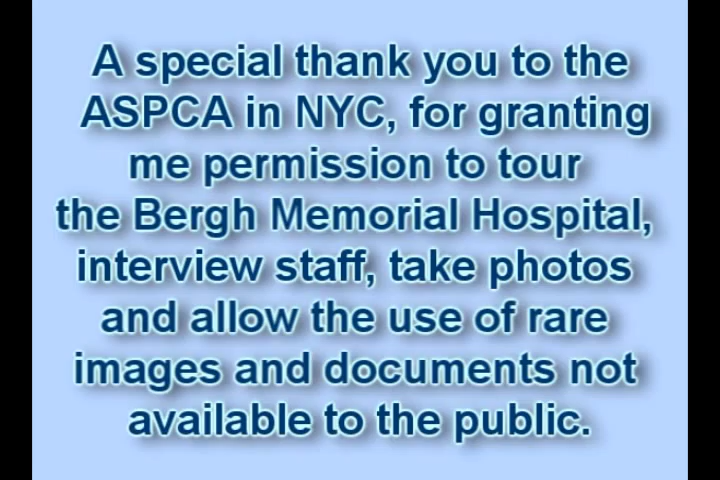 A special thank you to the
ASPCA in NYC, for granting
me permission to tour
the Bergh Memorial Hospital,
interview staff, take photos
and allow the use of rare
images and documents not
available to the public.